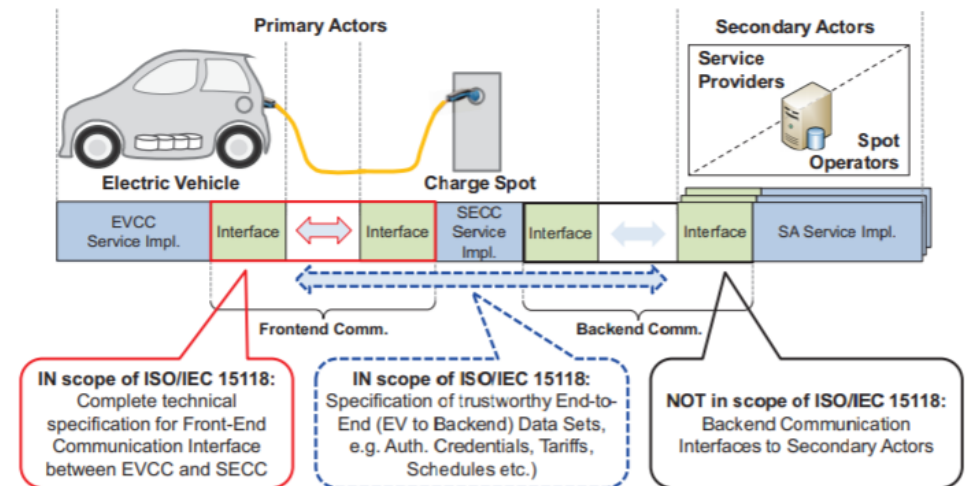 Primary Actors
Secondary Actors
Service
Providers
Spot
Operators
Electric Vehicle
Charge Spot
EVCC
Service Impl.
Interface
Interface
SECC
Service
Impl.
Interface
Interface
SA Service Impl.
Frontend Comm.
Backend Comm.
IN scope of ISO/IEC 15118:
Complete technical
specification for Front-End
Communication Interface
between EVCC and SECC
IN scope of ISO/IEC 15118:
Specification of trustworthy End-to-
End (EV to Backend) Data Sets,
e.g. Auth. Credentials, Tariffs,
Schedules etc.)
NOT in scope of ISO/IEC 15118:
Backend Communication
Interfaces to Secondary Actors